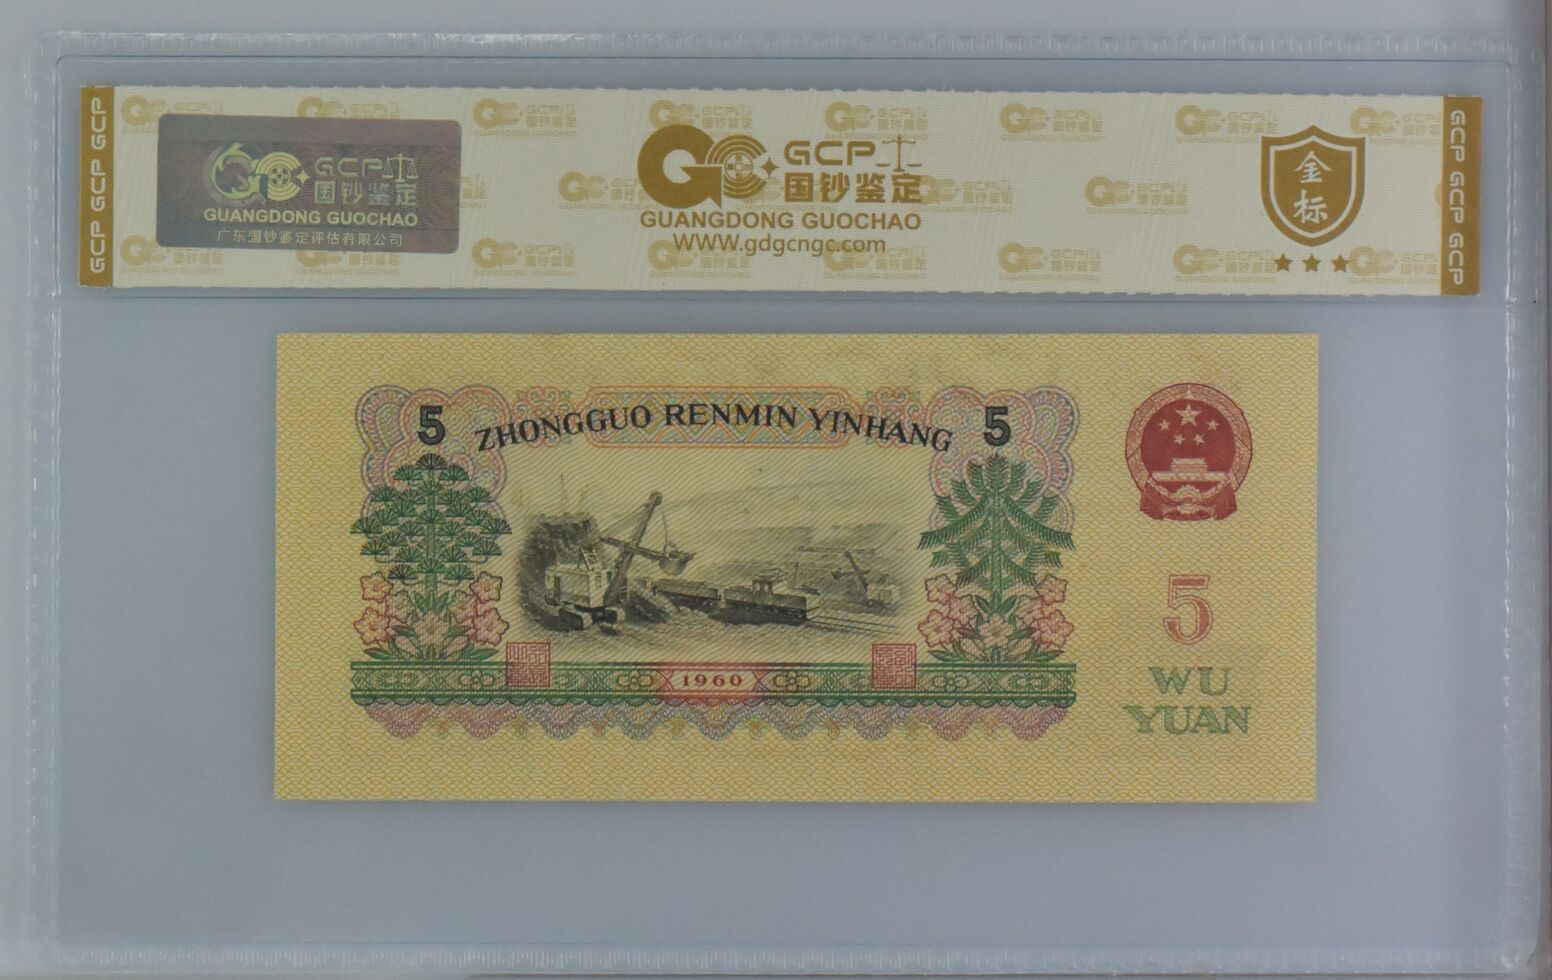 GCP GCP GCP
GCP
国钞鉴定
GUANGDONG GUOCHAO
广东国钞鉴定评估有限公司
GCP
国钞鉴定
GUANGDONG GUOCHAO
WWW.gdgcngc.com
金
标
GCP GCP GCP
5 ZHONGGUO RENMIN YINHANG 5
1960
5
WU
YUAN